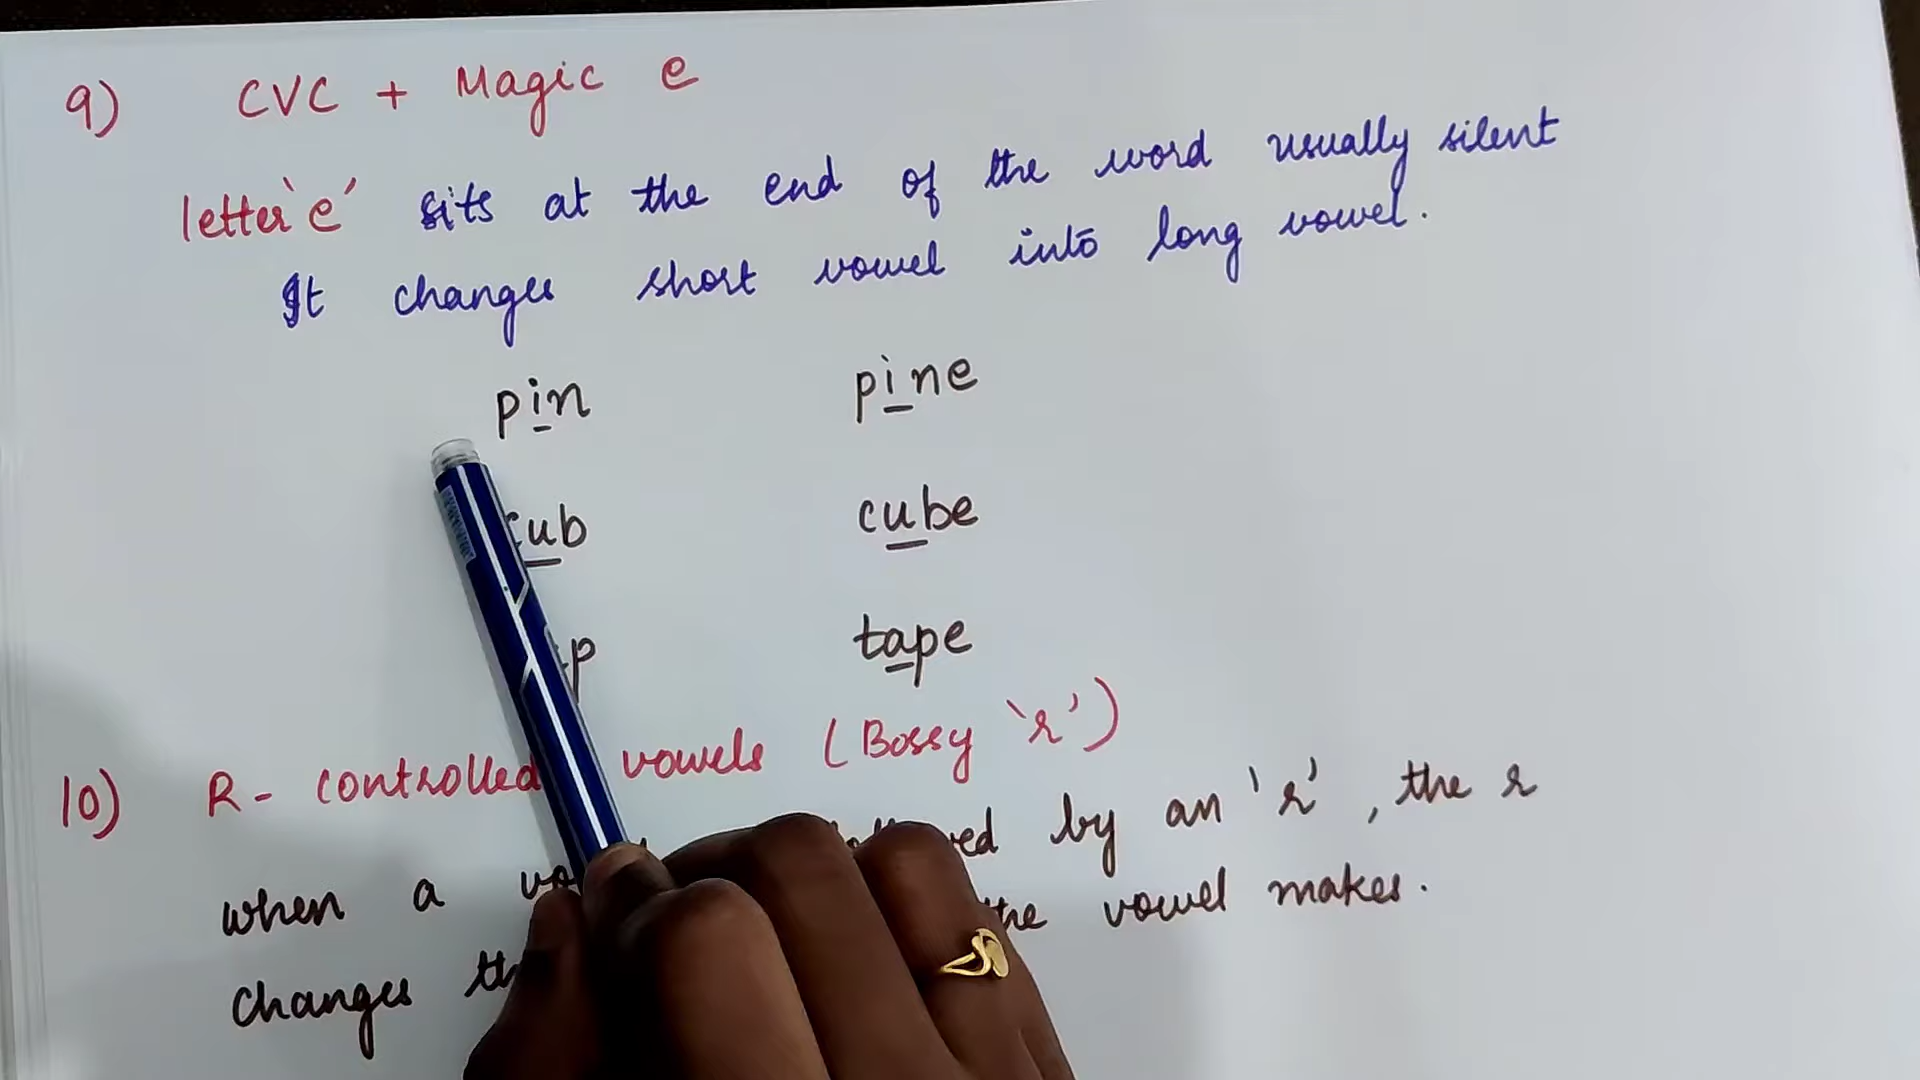 9) CVC + Magic e
letter 'e' sits at the end of the word usually silent
It changes short vowel into long vowel.
pin pine
cub cube
p tape
10) R- controlled vowels (Bossy 'r')
when a by an 'r', the r
changes the vowel makes.